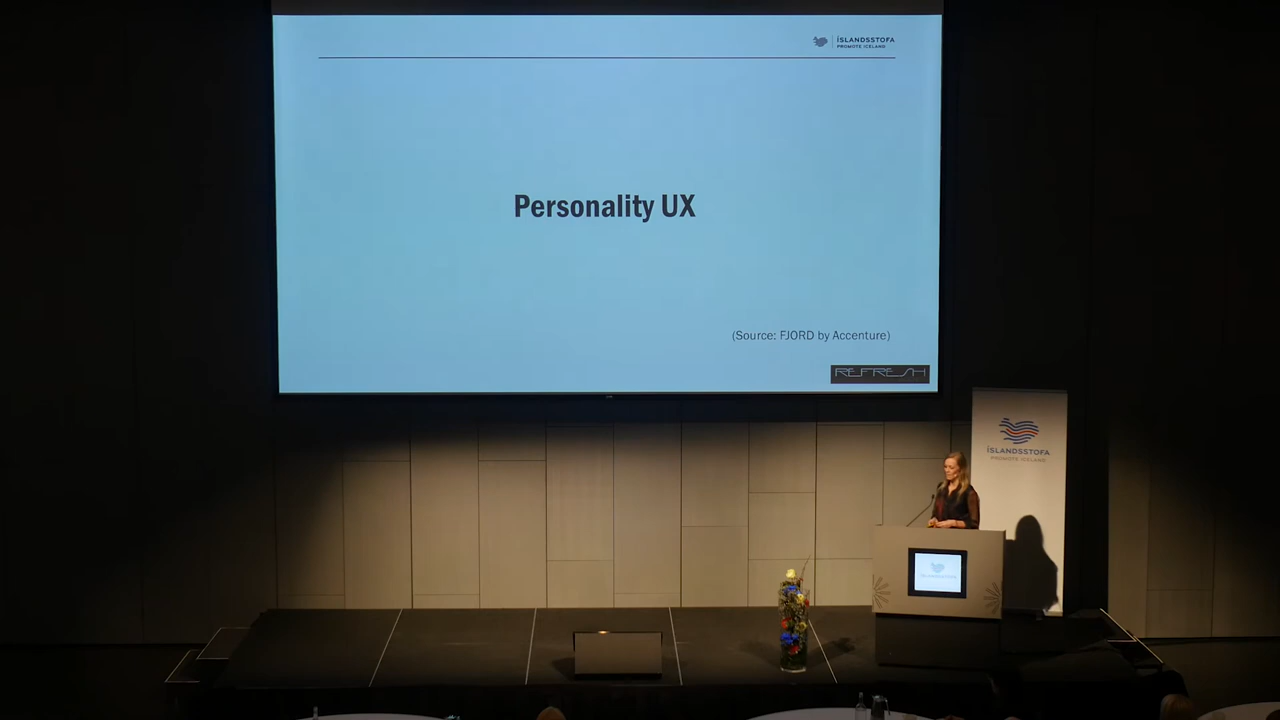 ÍSLANDSSTOFA
PROMOTE ICELAND
Personality UX
(Source: FJORD by Accenture)
REFRESH
ÍSLANDSSTOFA
PROMOTE ICELAND